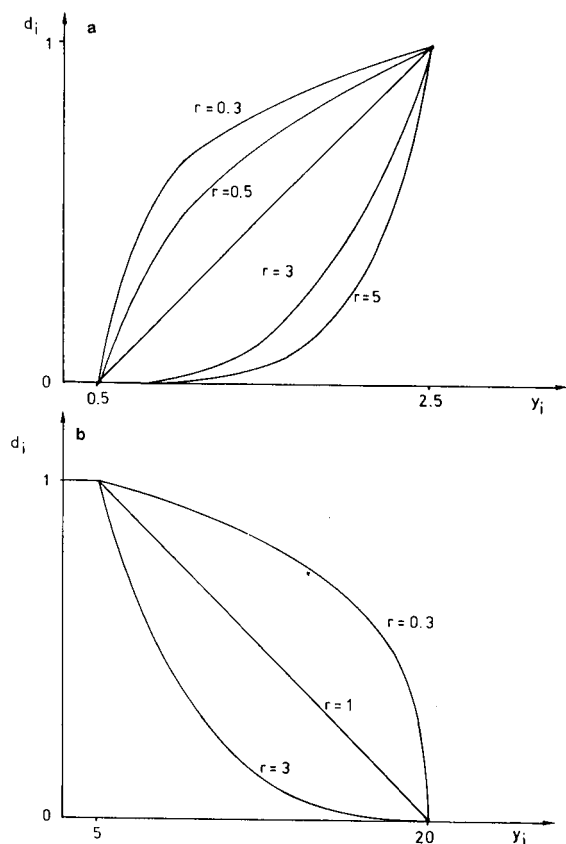 d_i a
1
r = 0.3
r = 0.5
r = 3
r = 5
0
0.5 2.5 y_i
d_i b
1
r = 0.3
r = 1
r = 3
0
5 20 y_i